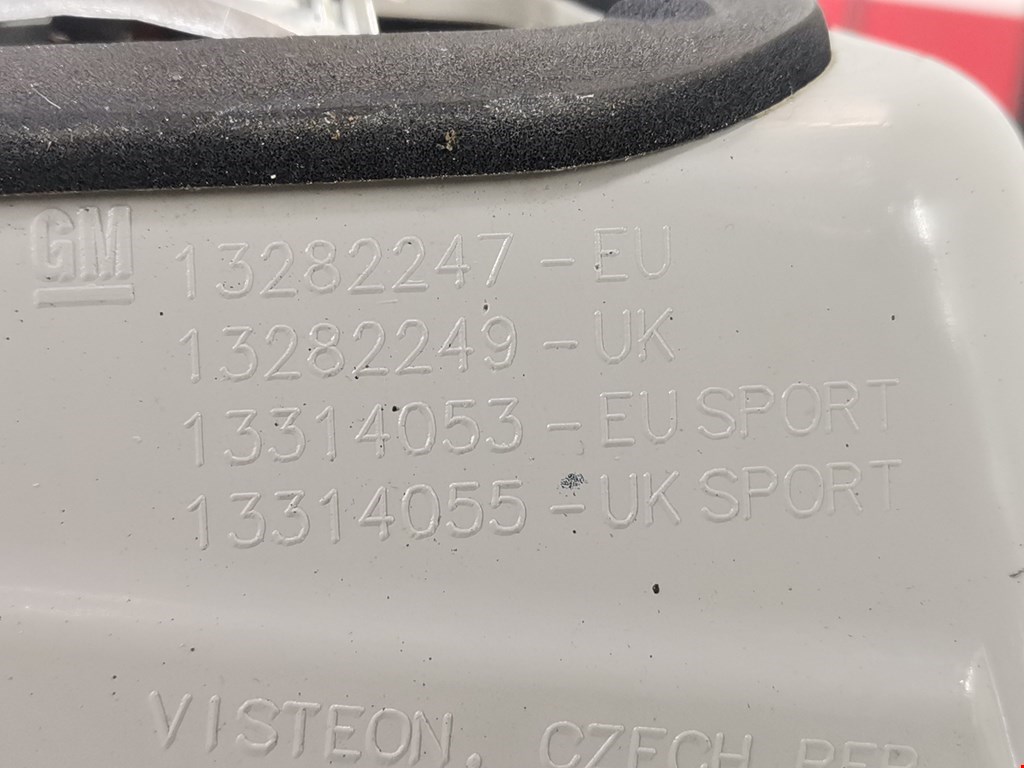 GM 13282247 - EU
13282249 - UK
13314053 - EU SPORT
13314055 - UK SPORT
VISTEON. CZECH REP